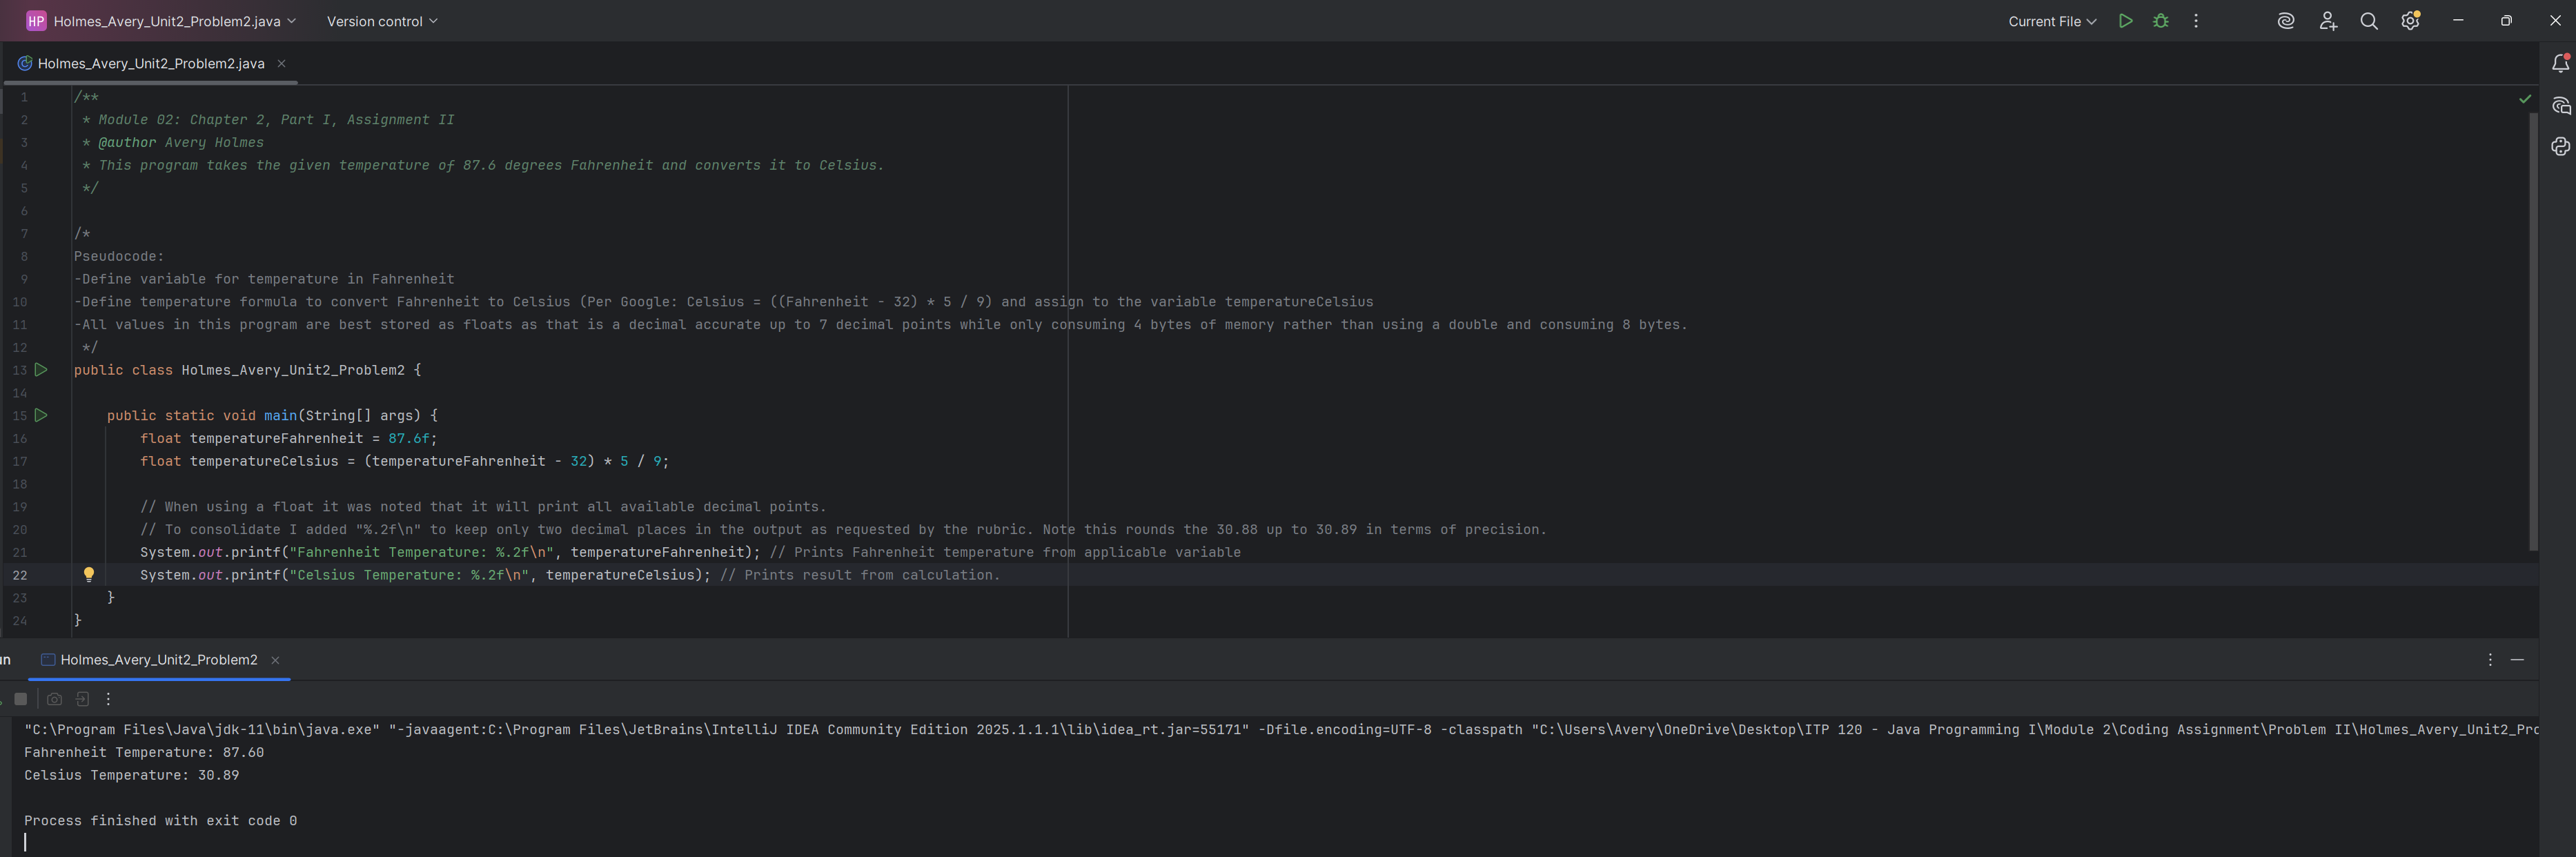 HP Holmes_Avery_Unit2_Problem2.java Version control Current File
Holmes_Avery_Unit2_Problem2.java
1 /**
2 * Module 02: Chapter 2, Part I, Assignment II
3 * @author Avery Holmes
4 * This program takes the given temperature of 87.6 degrees Fahrenheit and converts it to Celsius.
5 */
6
7 /*
8 Pseudocode:
9 -Define variable for temperature in Fahrenheit
10 -Define temperature formula to convert Fahrenheit to Celsius (Per Google: Celsius = ((Fahrenheit - 32) * 5 / 9) and assign to the variable temperatureCelsius
11 -All values in this program are best stored as floats as that is a decimal accurate up to 7 decimal points while only consuming 4 bytes of memory rather than using a double and consuming 8 bytes.
12 */
13 public class Holmes_Avery_Unit2_Problem2 {
14
15 public static void main(String[] args) {
16 float temperatureFahrenheit = 87.6f;
17 float temperatureCelsius = (temperatureFahrenheit - 32) * 5 / 9;
18
19 // When using a float it was noted that it will print all available decimal points.
20 // To consolidate I added "%.2f\n" to keep only two decimal places in the output as requested by the rubric. Note this rounds the 30.88 up to 30.89 in terms of precision.
21 System.out.printf("Fahrenheit Temperature: %.2f\n", temperatureFahrenheit); // Prints Fahrenheit temperature from applicable variable
22 System.out.printf("Celsius Temperature: %.2f\n", temperatureCelsius); // Prints result from calculation.
23 }
24 }
un Holmes_Avery_Unit2_Problem2
"C:\Program Files\Java\jdk-11\bin\java.exe" "-javaagent:C:\Program Files\JetBrains\IntelliJ IDEA Community Edition 2025.1.1.1\lib\idea_rt.jar=55171" -Dfile.encoding=UTF-8 -classpath "C:\Users\Avery\OneDrive\Desktop\ITP 120 - Java Programming I\Module 2\Coding Assignment\Problem II\Holmes_Avery_Unit2_Pro
Fahrenheit Temperature: 87.60
Celsius Temperature: 30.89
Process finished with exit code 0